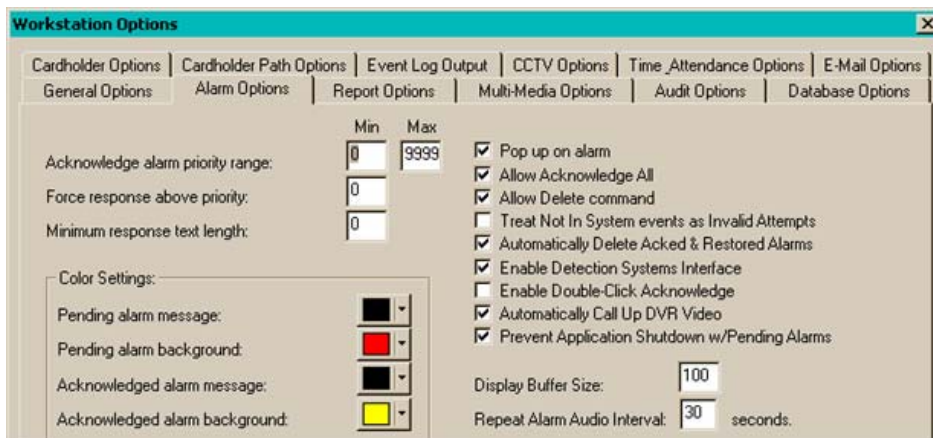 Workstation Options
Cardholder Options Cardholder Path Options Event Log Output CCTV Options Time _Attendance Options E-Mail Options
General Options Alarm Options Report Options Multi-Media Options Audit Options Database Options
Min Max
Acknowledge alarm priority range: 0 9999
Force response above priority: 0
Minimum response text length: 0
Color Settings:
Pending alarm message:
Pending alarm background:
Acknowledged alarm message:
Acknowledged alarm background:
Pop up on alarm
Allow Acknowledge All
Allow Delete command
Treat Not In System events as Invalid Attempts
Automatically Delete Acked & Restored Alarms
Enable Detection Systems Interface
Enable Double-Click Acknowledge
Automatically Call Up DVR Video
Prevent Application Shutdown w/Pending Alarms
Display Buffer Size: 100
Repeat Alarm Audio Interval: 30 seconds.